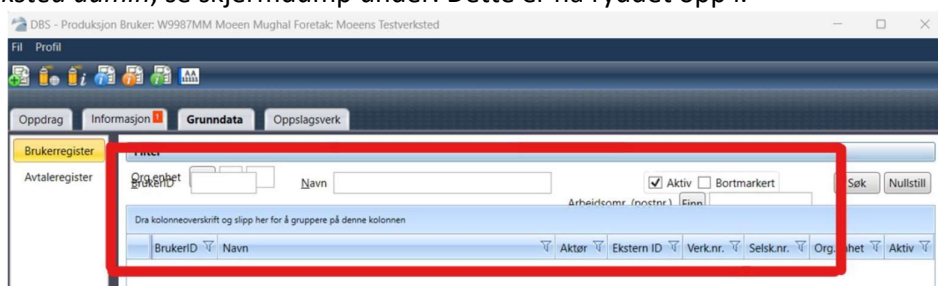 ksted admin, se skjermdump under. Dette er nå ryddet opp i.
DBS - Produksjon Bruker: W9987MM Moeen Mughal Foretak: Moeens Testverksted
Fil Profil
Oppdrag Informasjon 1 Grunndata Oppslagsverk
Brukerregister
Filter
Avtaleregister
Org.enhet
BrukerID Navn Aktiv Bortmerket Søk Nullstill
Arbeidsomr. (postnr.) Finn
Dra kolonneoverskrift og slipp her for å gruppere på denne kolonnen
BrukerID Navn Aktør Ekstern ID Verk.nr. Selsk.nr. Org.enhet Aktiv